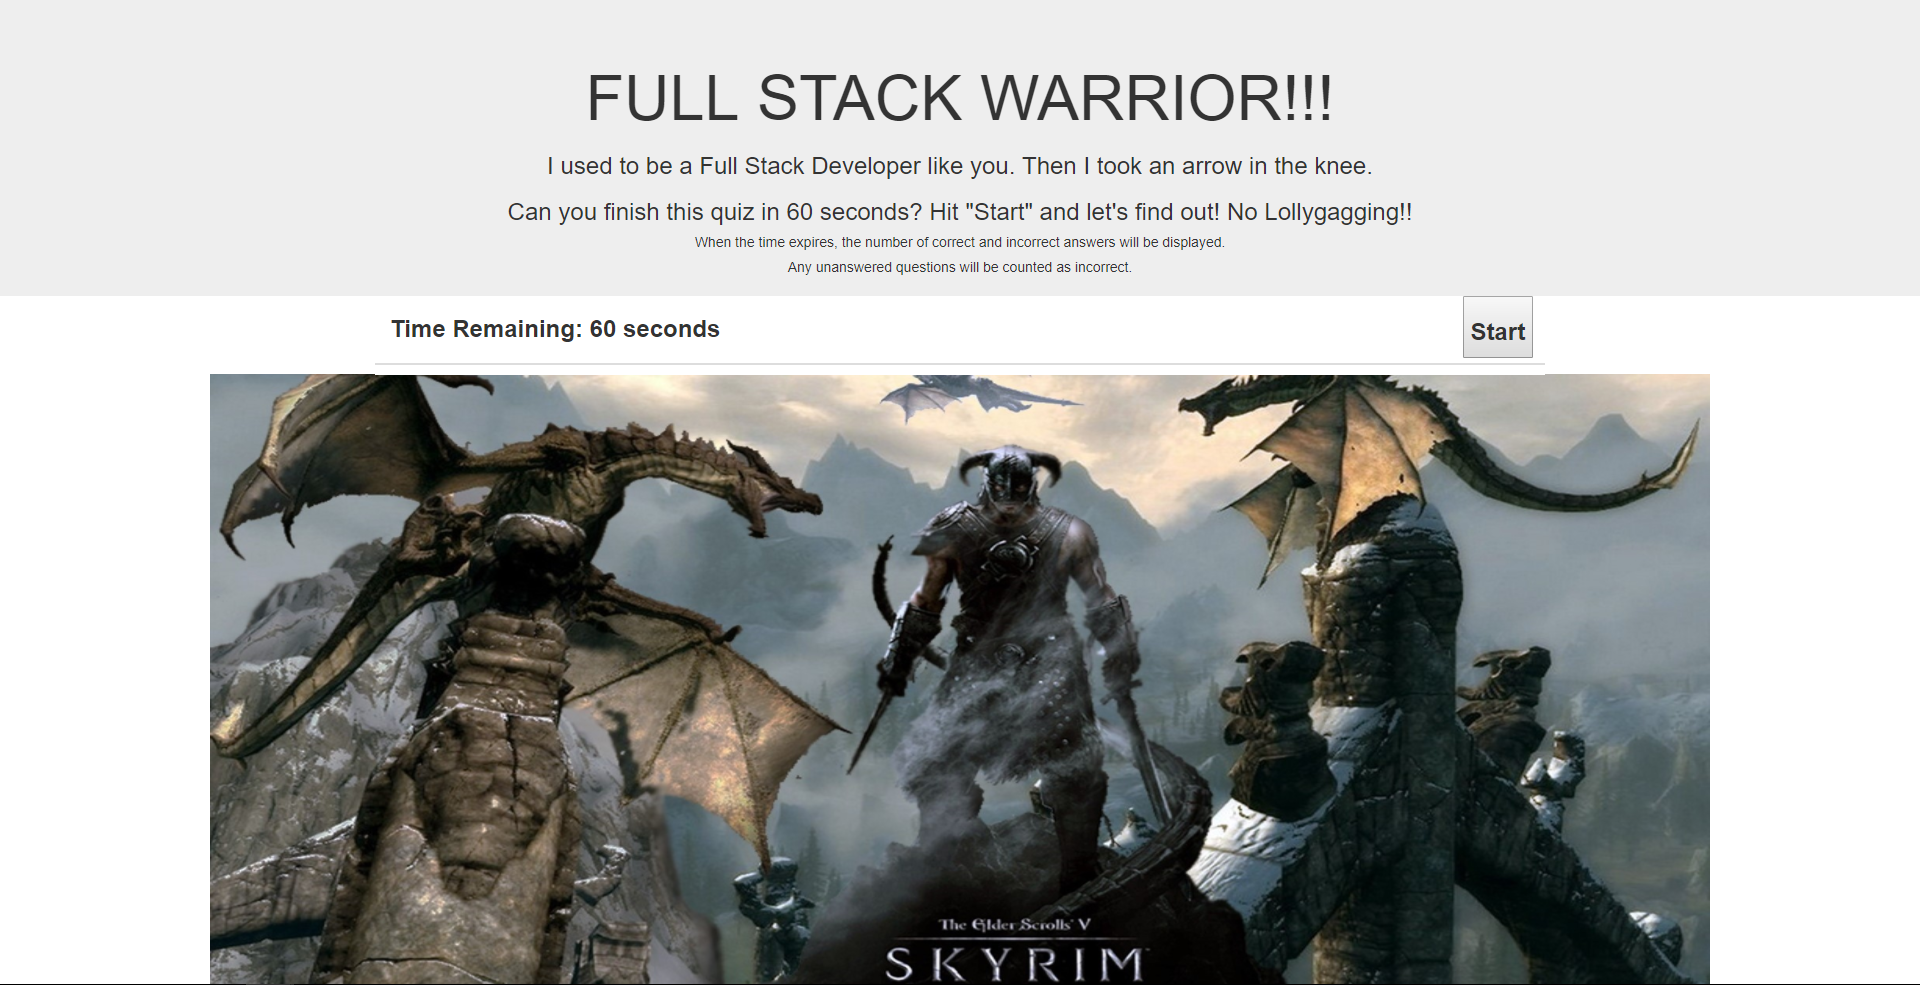 FULL STACK WARRIOR!!!
I used to be a Full Stack Developer like you. Then I took an arrow in the knee.
Can you finish this quiz in 60 seconds? Hit "Start" and let's find out! No Lollygagging!!
When the time expires, the number of correct and incorrect answers will be displayed.
Any unanswered questions will be counted as incorrect.
Time Remaining: 60 seconds
Start
The Elder Scrolls V
SKYRIM